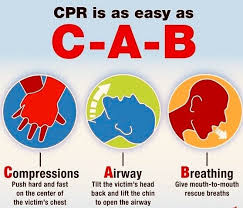 CPR is as easy as
C-A-B
Compressions
Push hard and fast
on the center of
the victim's chest
Airway
Tilt the victim's head
back and lift the chin
to open the airway
Breathing
Give mouth-to-mouth
rescue breaths